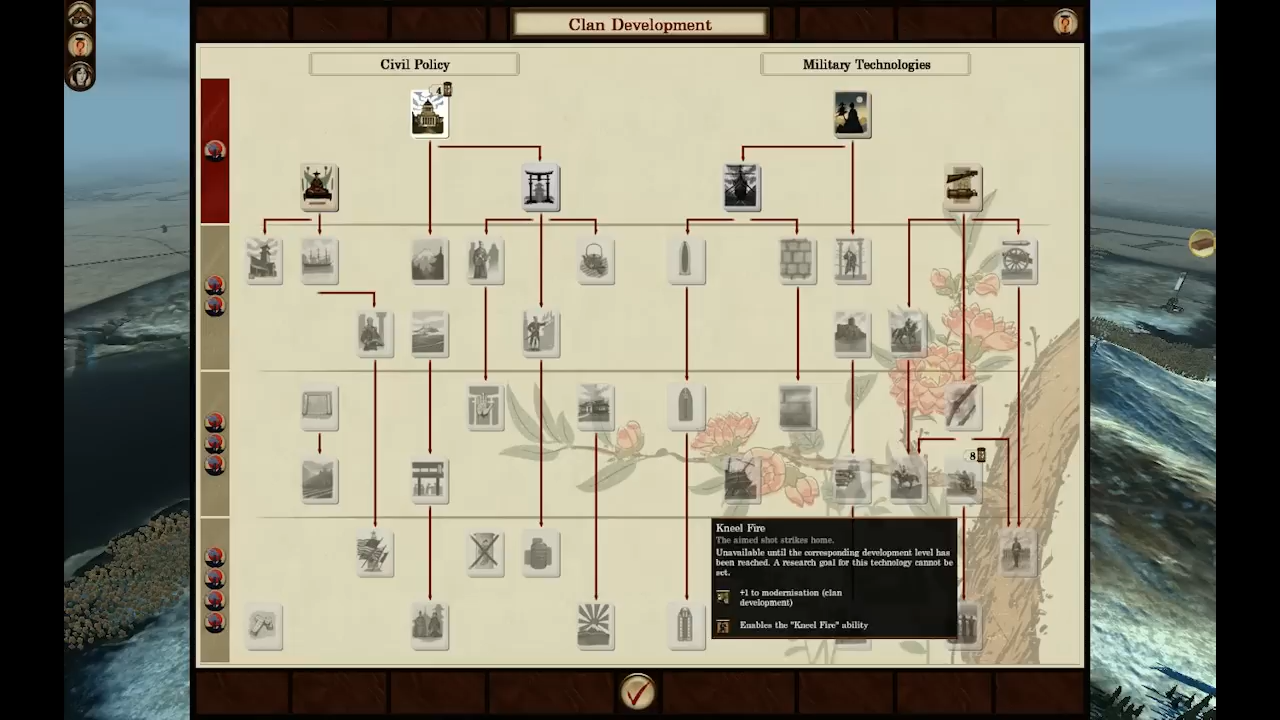 Clan Development
Civil Policy
Military Technologies
4
8
Kneel Fire
The aimed shot strikes home.
Unavailable until the corresponding development level has
been reached. A research goal for this technology cannot be
set.
+1 to modernisation (clan
development)
Enables the "Kneel Fire" ability